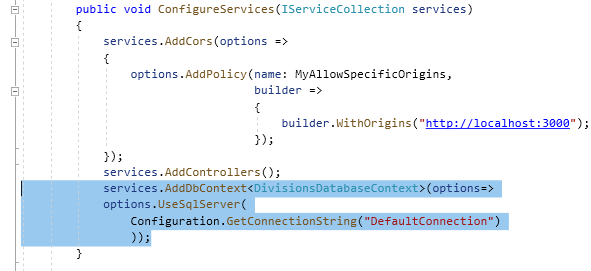 public void ConfigureServices(IServiceCollection services)
{
services.AddCors(options =>
{
options.AddPolicy(name: MyAllowSpecificOrigins,
builder =>
{
builder.WithOrigins("http://localhost:3000");
});
});
services.AddControllers();
services.AddDbContext<DivisionsDatabaseContext>(options=>
options.UseSqlServer(
Configuration.GetConnectionString("DefaultConnection")
));
}